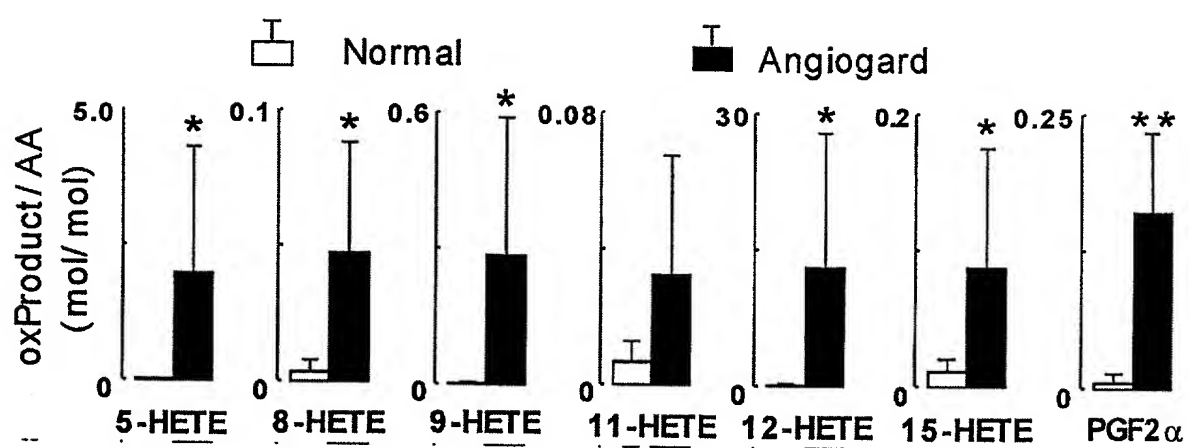 Normal Angiogard
oxProduct/AA
(mol/mol)
5.0 0.1 0.6 0.08 30 0.2 0.25
* * * * * **
0 0 0 0 0 0 0
5-HETE 8-HETE 9-HETE 11-HETE 12-HETE 15-HETE PGF2α